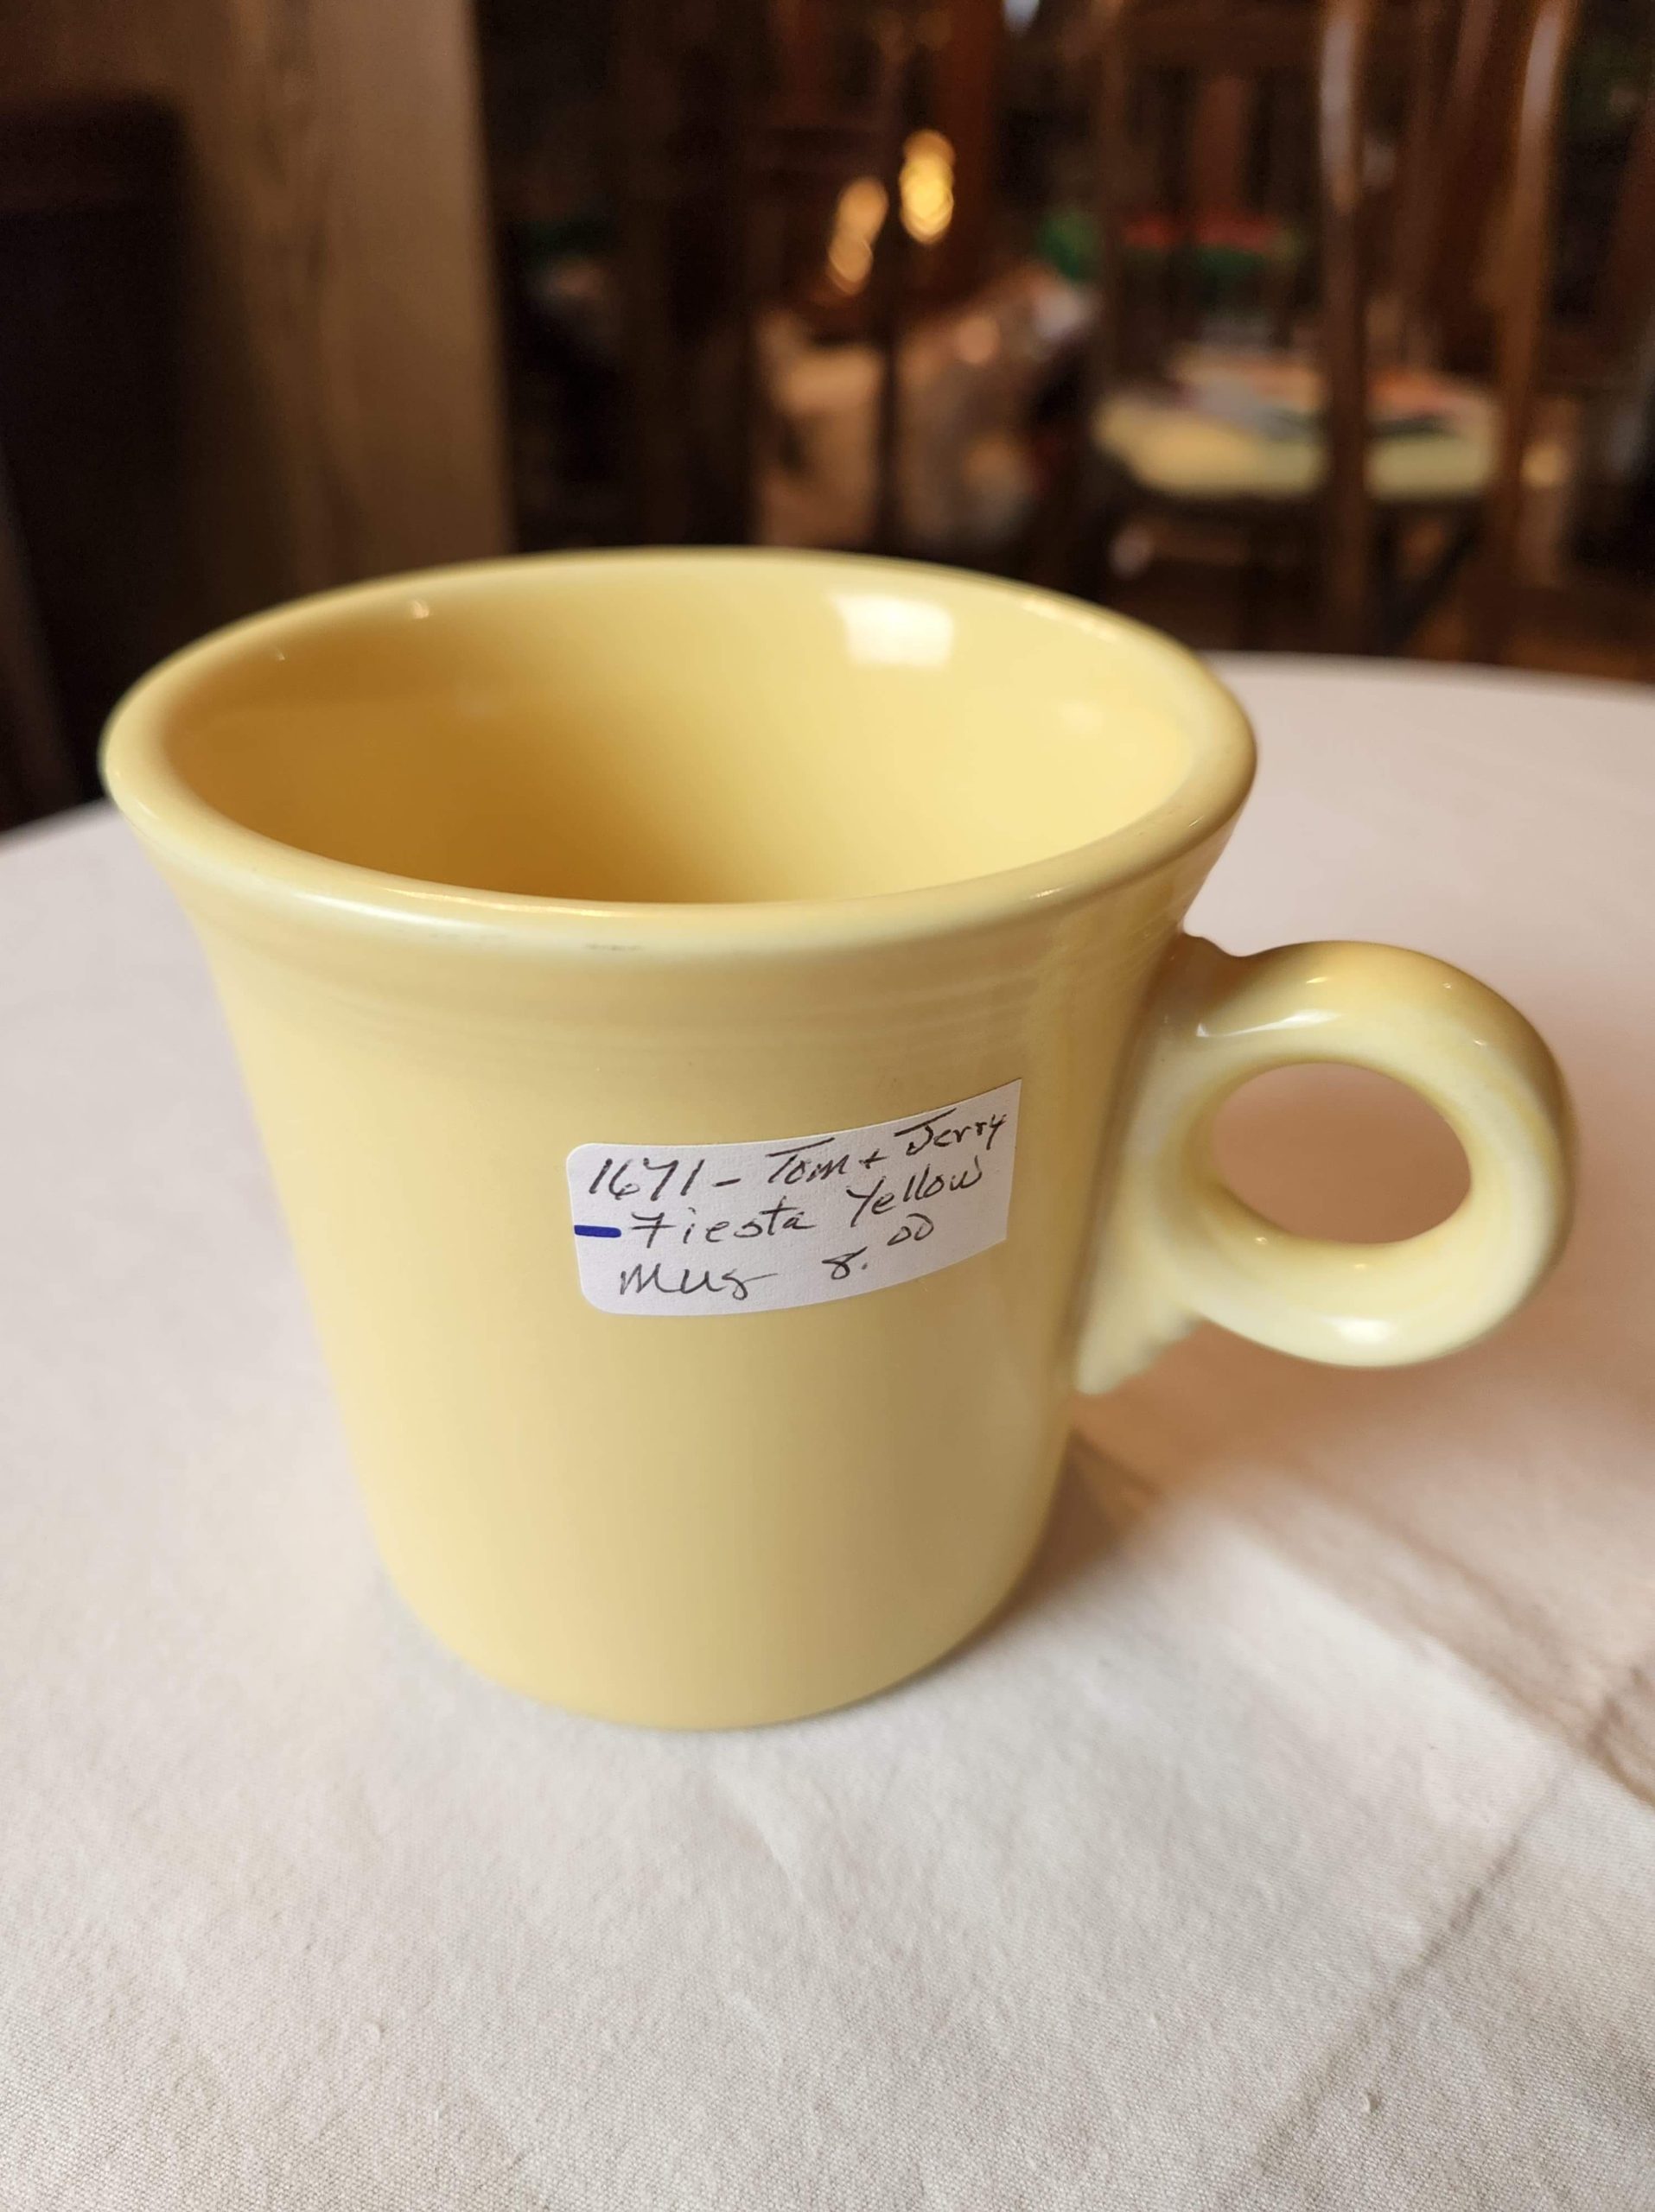 1671 - Tom + Jerry
- Fiesta Yellow
Mug 8.00